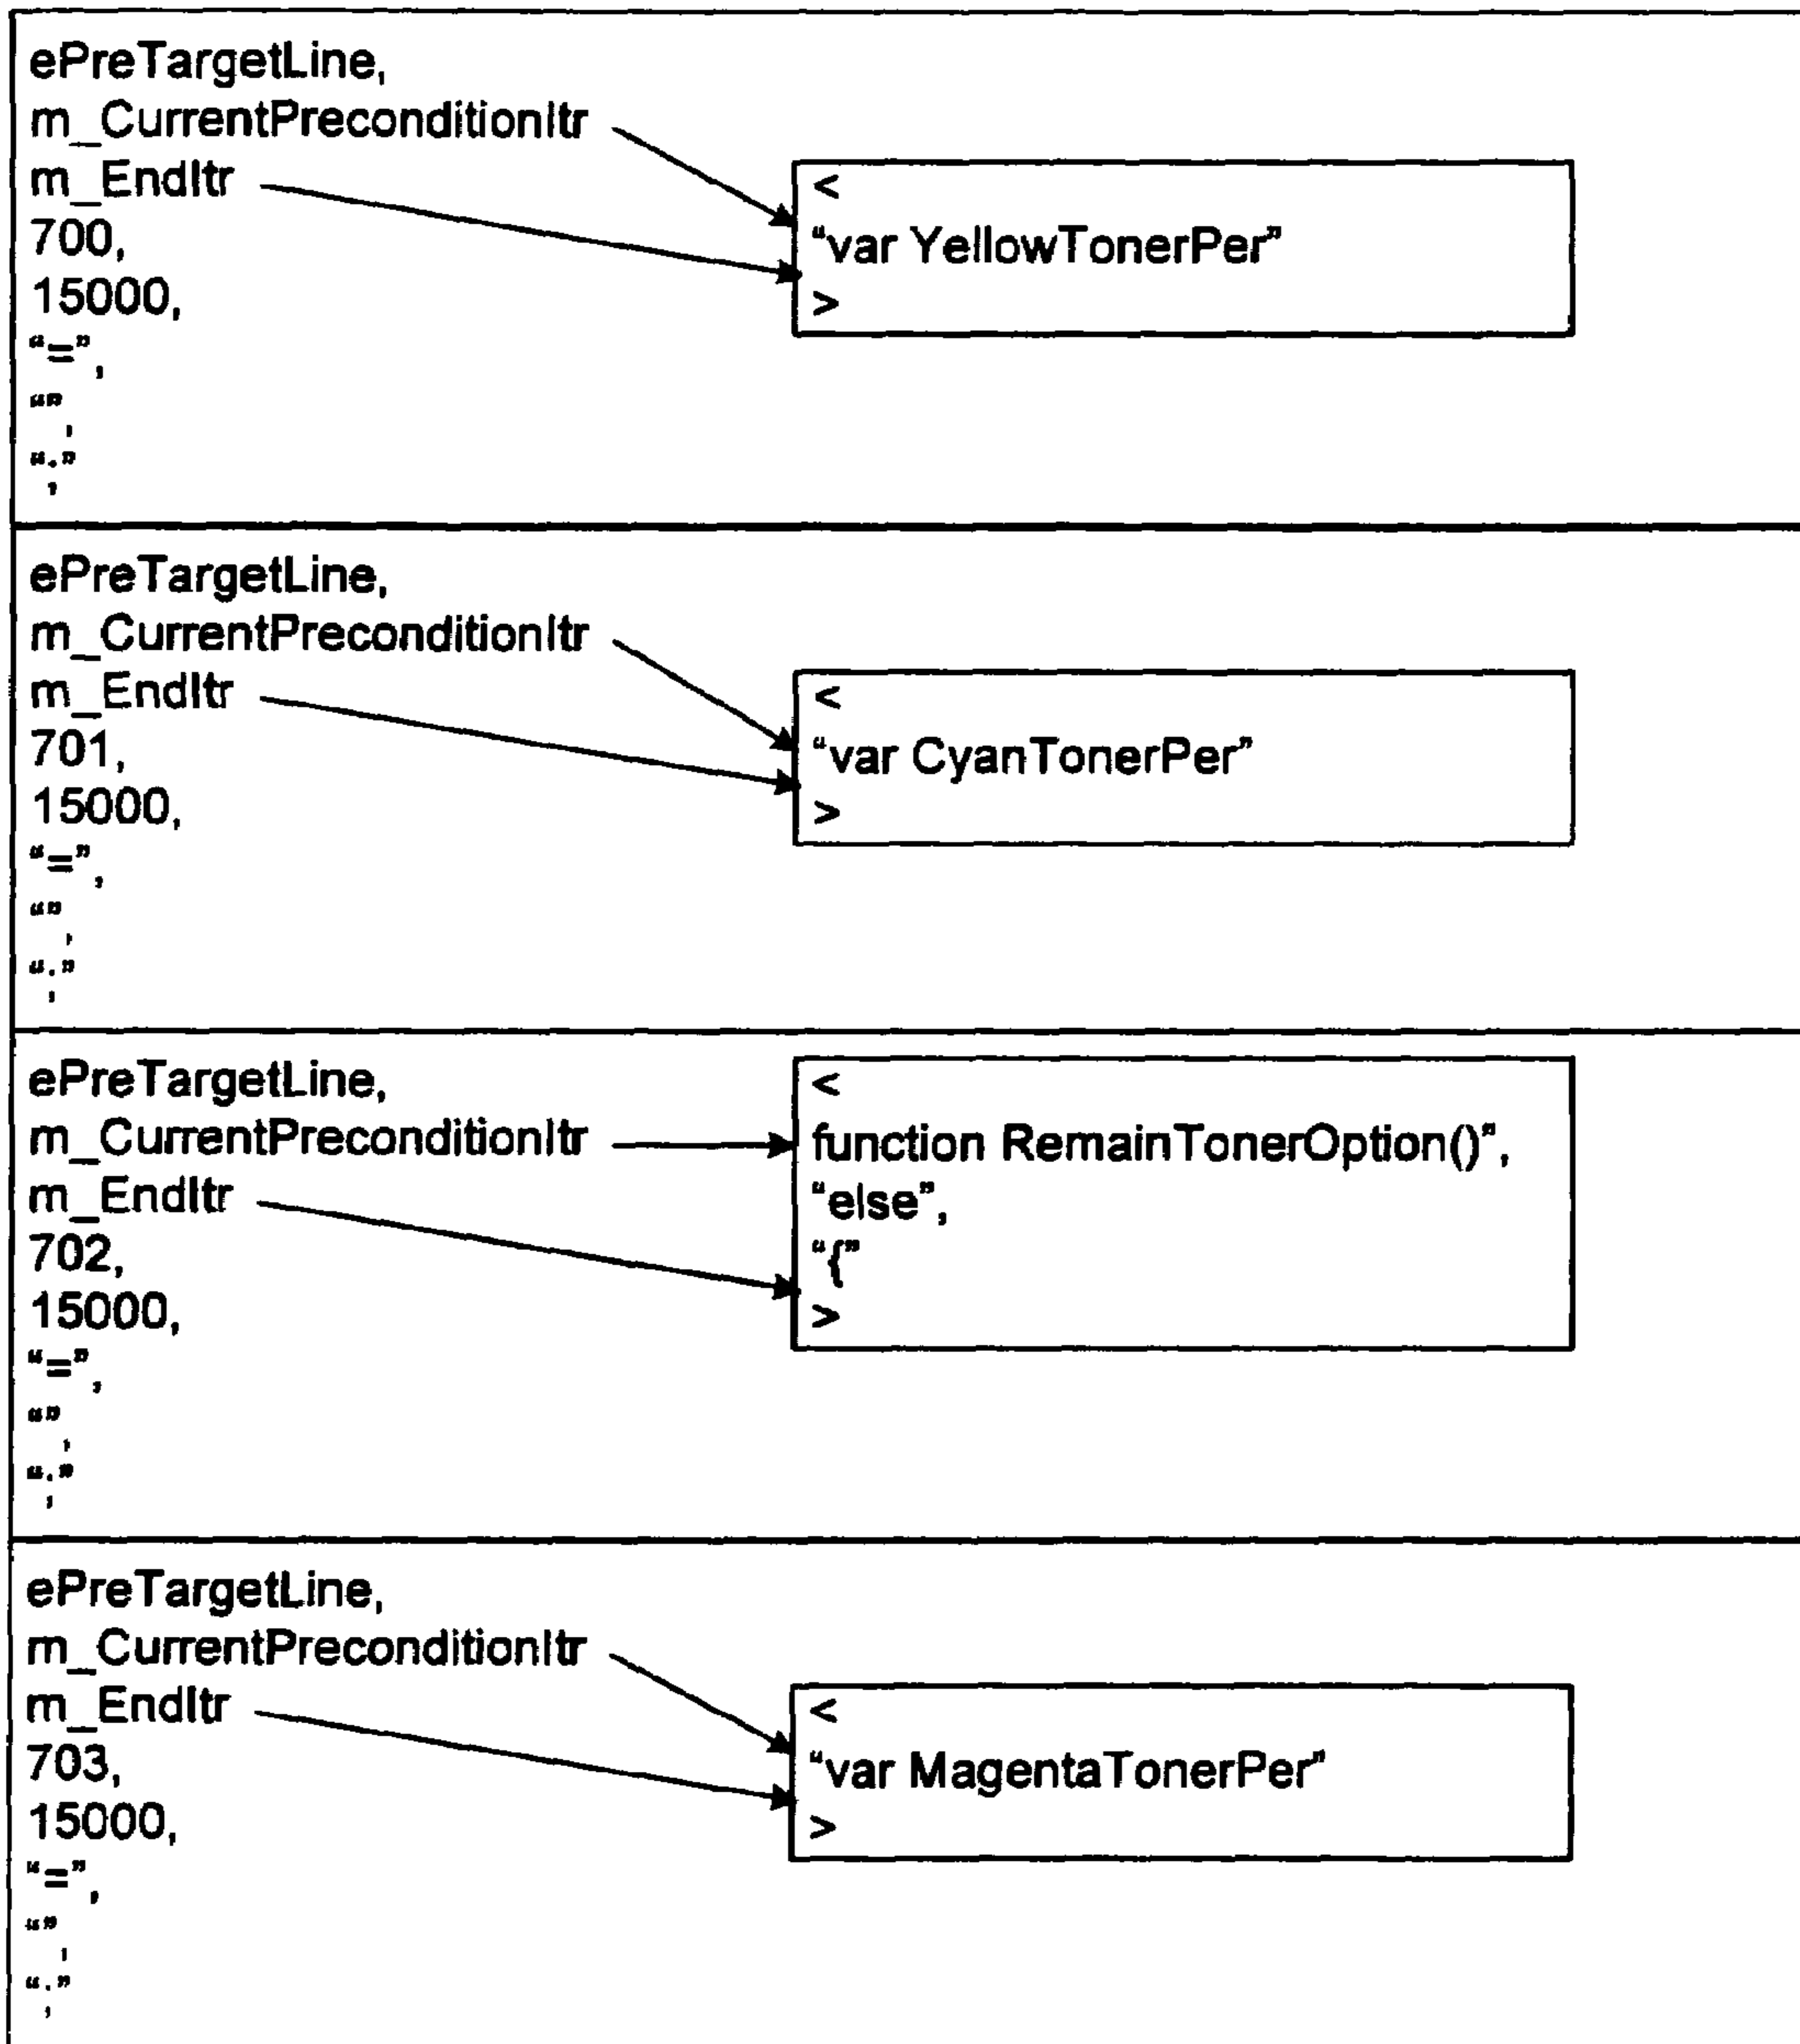 ePreTargetLine,
m_CurrentPreconditionItr
m_EndItr
700,
15000,
“=”,
“”,
“;”
<
“var YellowTonerPer”
>
ePreTargetLine,
m_CurrentPreconditionItr
m_EndItr
701,
15000,
“=”,
“”,
“;”
<
“var CyanTonerPer”
>
ePreTargetLine,
m_CurrentPreconditionItr
m_EndItr
702,
15000,
“=”,
“”,
“;”
<
function RemainTonerOption()”,
“else”,
“{”
>
ePreTargetLine,
m_CurrentPreconditionItr
m_EndItr
703,
15000,
“=”,
“”,
“;”
<
“var MagentaTonerPer”
>